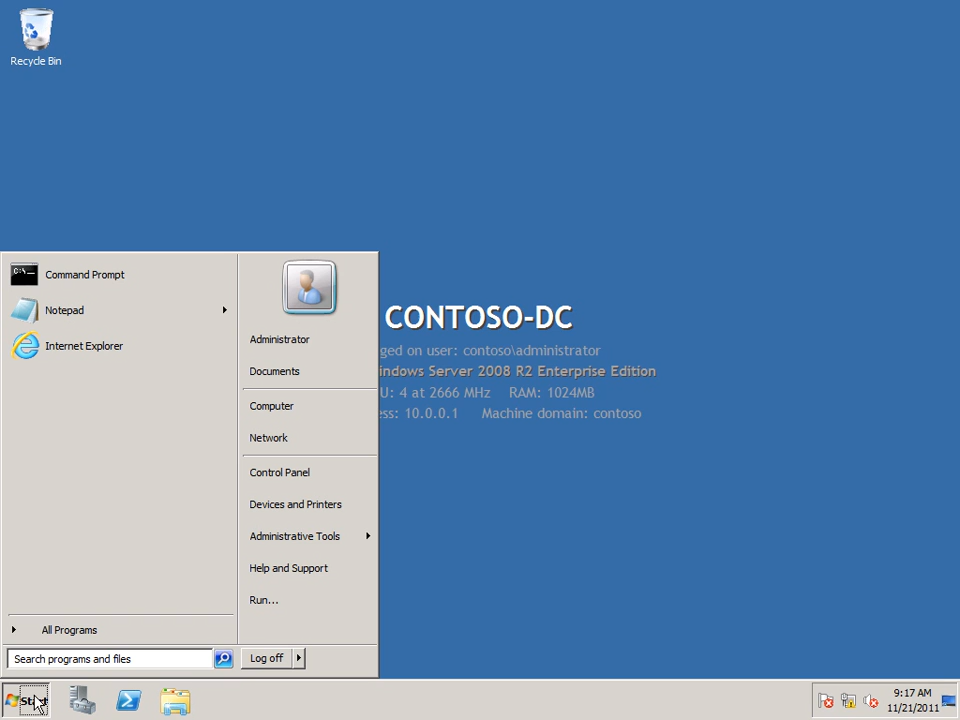 Recycle Bin
Command Prompt
Notepad
Internet Explorer
All Programs
Search programs and files
Administrator
Documents
Computer
Network
Control Panel
Devices and Printers
Administrative Tools
Help and Support
Run...
Log off
CONTOSO-DC
ged on user: contoso\administrator
indows Server 2008 R2 Enterprise Edition
U: 4 at 2666 MHz RAM: 1024MB
ess: 10.0.0.1 Machine domain: contoso
Start
9:17 AM
11/21/2011